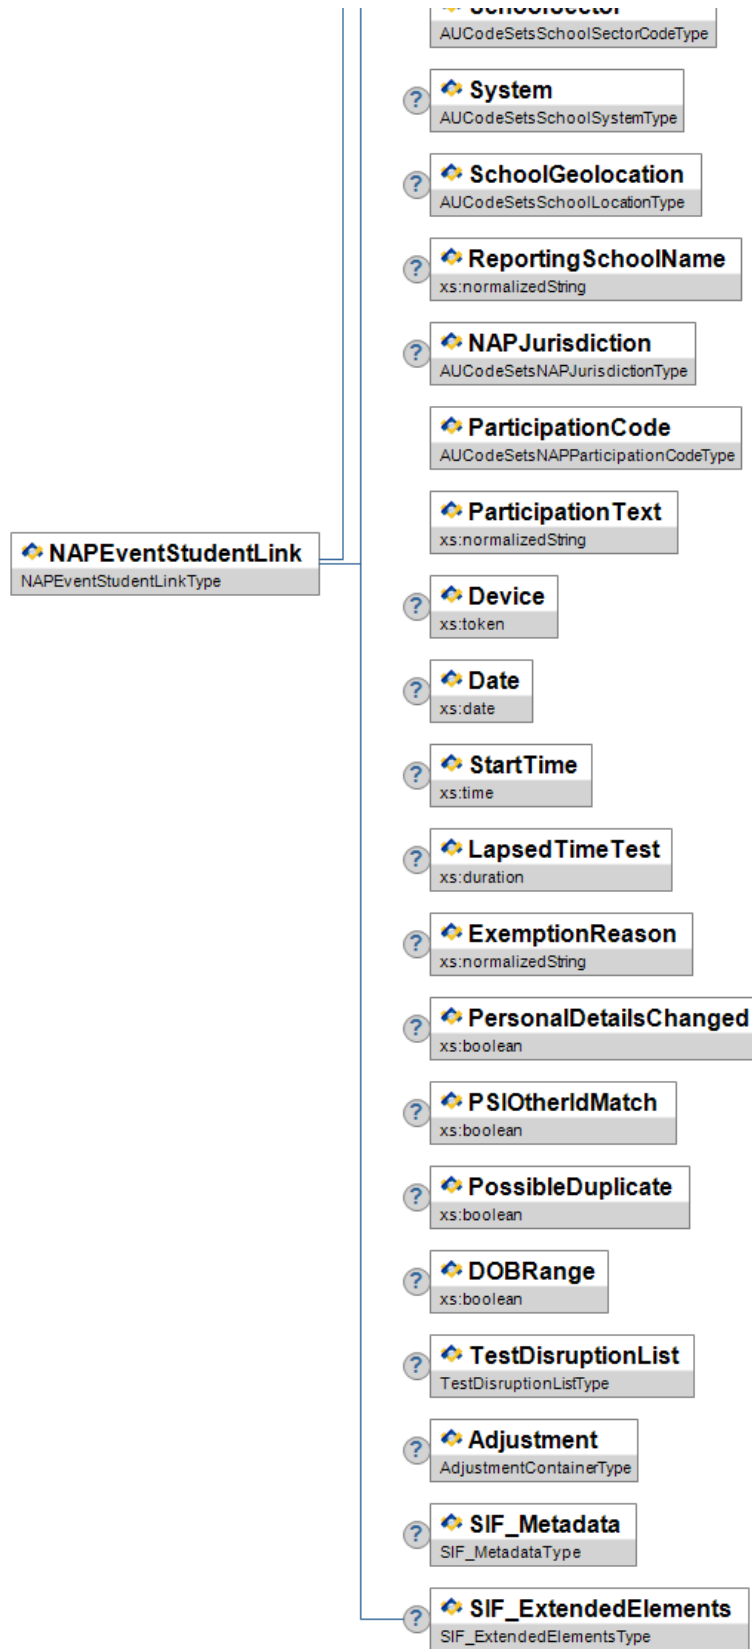 SchoolSector
AUCodeSetsSchoolSectorCodeType
?
System
AUCodeSetsSchoolSystemType
?
SchoolGeolocation
AUCodeSetsSchoolLocationType
?
ReportingSchoolName
xs:normalizedString
?
NAPJurisdiction
AUCodeSetsNAPJurisdictionType
ParticipationCode
AUCodeSetsNAPParticipationCodeType
ParticipationText
xs:normalizedString
NAPEventStudentLink
NAPEventStudentLinkType
?
Device
xs:token
?
Date
xs:date
?
StartTime
xs:time
?
LapsedTimeTest
xs:duration
?
ExemptionReason
xs:normalizedString
?
PersonalDetailsChanged
xs:boolean
?
PSIOtherIdMatch
xs:boolean
?
PossibleDuplicate
xs:boolean
?
DOBRange
xs:boolean
?
TestDisruptionList
TestDisruptionListType
?
Adjustment
AdjustmentContainerType
?
SIF_Metadata
SIF_MetadataType
?
SIF_ExtendedElements
SIF_ExtendedElementsType